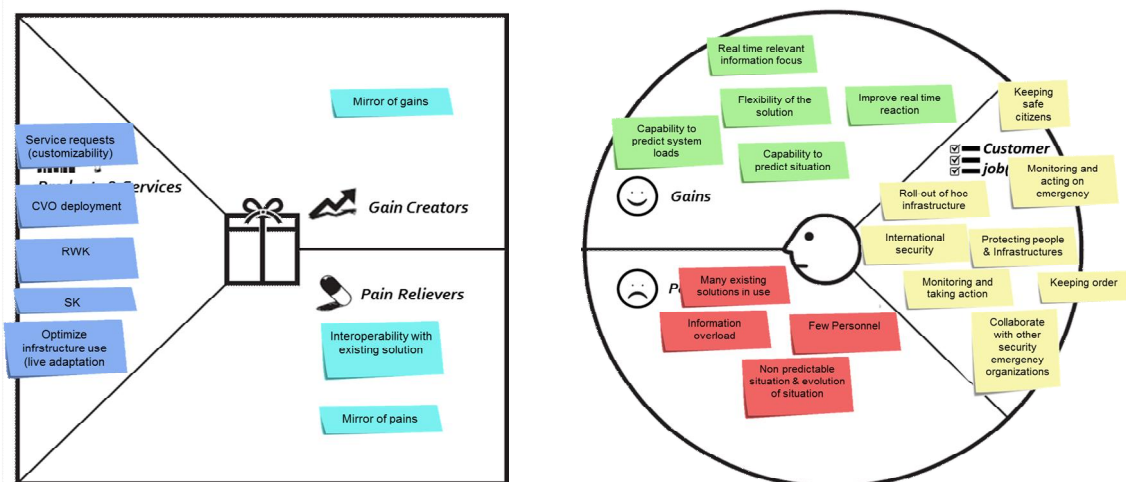 Service requests
(customizability)
Products & Services
CVO deployment
RWK
SK
Optimize
infrstructure use
(live adaptation
Mirror of gains
Gain Creators
Pain Relievers
Interoperability with
existing solution
Mirror of pains
Real time relevant
information focus
Flexibility of the
solution
Improve real time
reaction
Capability to
predict system
loads
Capability to
predict situation
Gains
Many existing
solutions in use
Information
overload
Few Personnel
Non predictable
situation & evolution
of situation
Keeping
safe
citizens
Customer
job(
Monitoring and
acting on
emergency
Roll-out of hoc
infrastructure
International
security
Protecting people
& Infrastructures
Monitoring and
taking action
Keeping order
Collaborate
with other
security
emergency
organizations